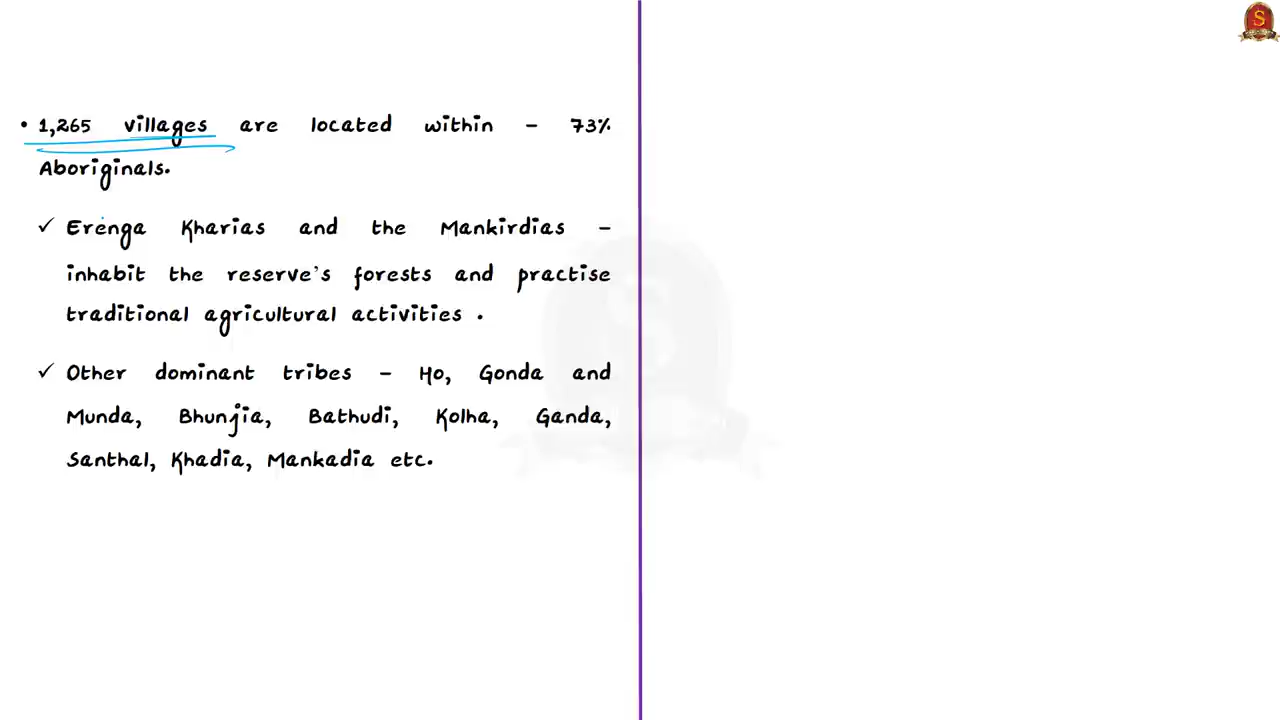 • 1,265 villages are located within - 73%
Aboriginals.
✓ Erenga Kharias and the Mankirdias -
inhabit the reserve's forests and practise
traditional agricultural activities .
✓ Other dominant tribes - Ho, Gonda and
Munda, Bhunjia, Bathudi, Kolha, Ganda,
Santhal, Khadia, Mankadia etc.
S